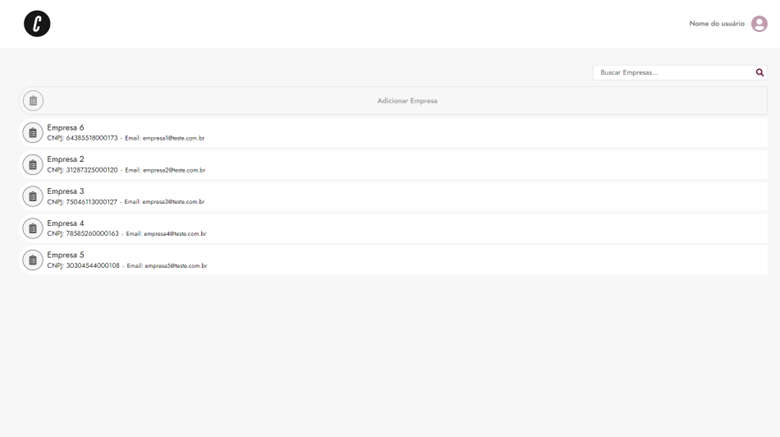 C
Nome do usuário
Buscar Empresas...
Adicionar Empresa
Empresa 6
CNPJ: 64385518000173 - Email: empresa1@teste.com.br
Empresa 2
CNPJ: 31287325000120 - Email: empresa2@teste.com.br
Empresa 3
CNPJ: 75046113000127 - Email: empresa3@teste.com.br
Empresa 4
CNPJ: 78585260000163 - Email: empresa4@teste.com.br
Empresa 5
CNPJ: 30304544000108 - Email: empresa5@teste.com.br